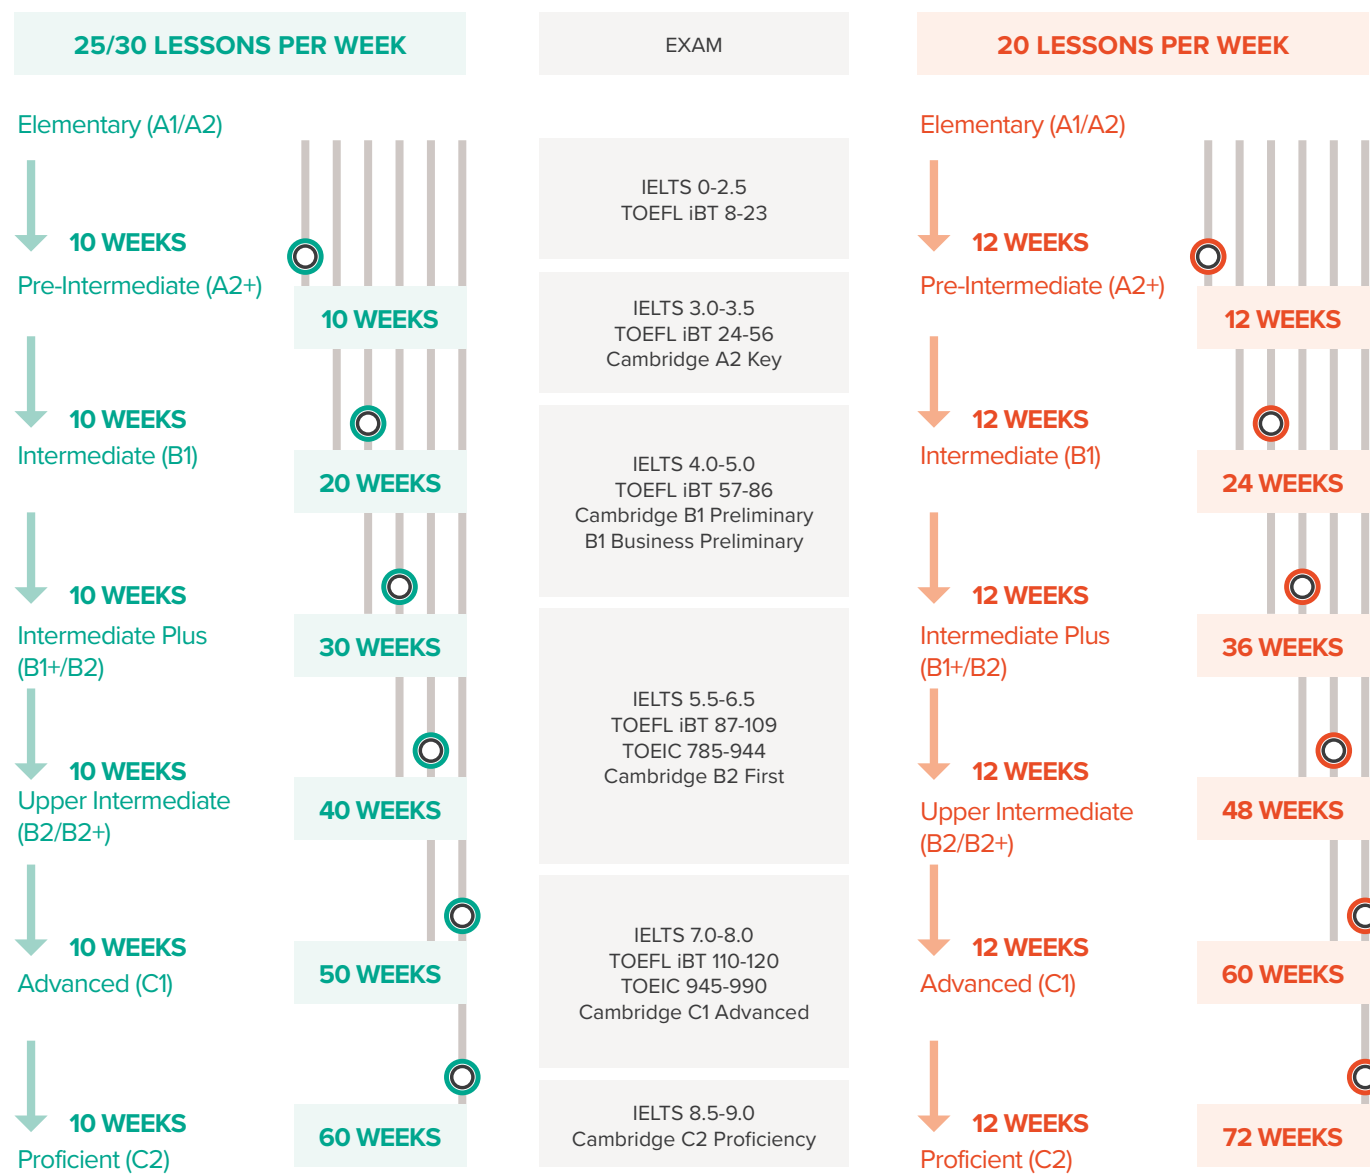 25/30 LESSONS PER WEEK
Elementary (A1/A2)
10 WEEKS
Pre-Intermediate (A2+)
10 WEEKS
10 WEEKS
Intermediate (B1)
20 WEEKS
10 WEEKS
Intermediate Plus
(B1+/B2)
30 WEEKS
10 WEEKS
Upper Intermediate
(B2/B2+)
40 WEEKS
10 WEEKS
Advanced (C1)
50 WEEKS
10 WEEKS
Proficient (C2)
60 WEEKS
EXAM
IELTS 0-2.5
TOEFL iBT 8-23
IELTS 3.0-3.5
TOEFL iBT 24-56
Cambridge A2 Key
IELTS 4.0-5.0
TOEFL iBT 57-86
Cambridge B1 Preliminary
B1 Business Preliminary
IELTS 5.5-6.5
TOEFL iBT 87-109
TOEIC 785-944
Cambridge B2 First
IELTS 7.0-8.0
TOEFL iBT 110-120
TOEIC 945-990
Cambridge C1 Advanced
IELTS 8.5-9.0
Cambridge C2 Proficiency
20 LESSONS PER WEEK
Elementary (A1/A2)
12 WEEKS
Pre-Intermediate (A2+)
12 WEEKS
12 WEEKS
Intermediate (B1)
24 WEEKS
12 WEEKS
Intermediate Plus
(B1+/B2)
36 WEEKS
12 WEEKS
Upper Intermediate
(B2/B2+)
48 WEEKS
12 WEEKS
Advanced (C1)
60 WEEKS
12 WEEKS
Proficient (C2)
72 WEEKS